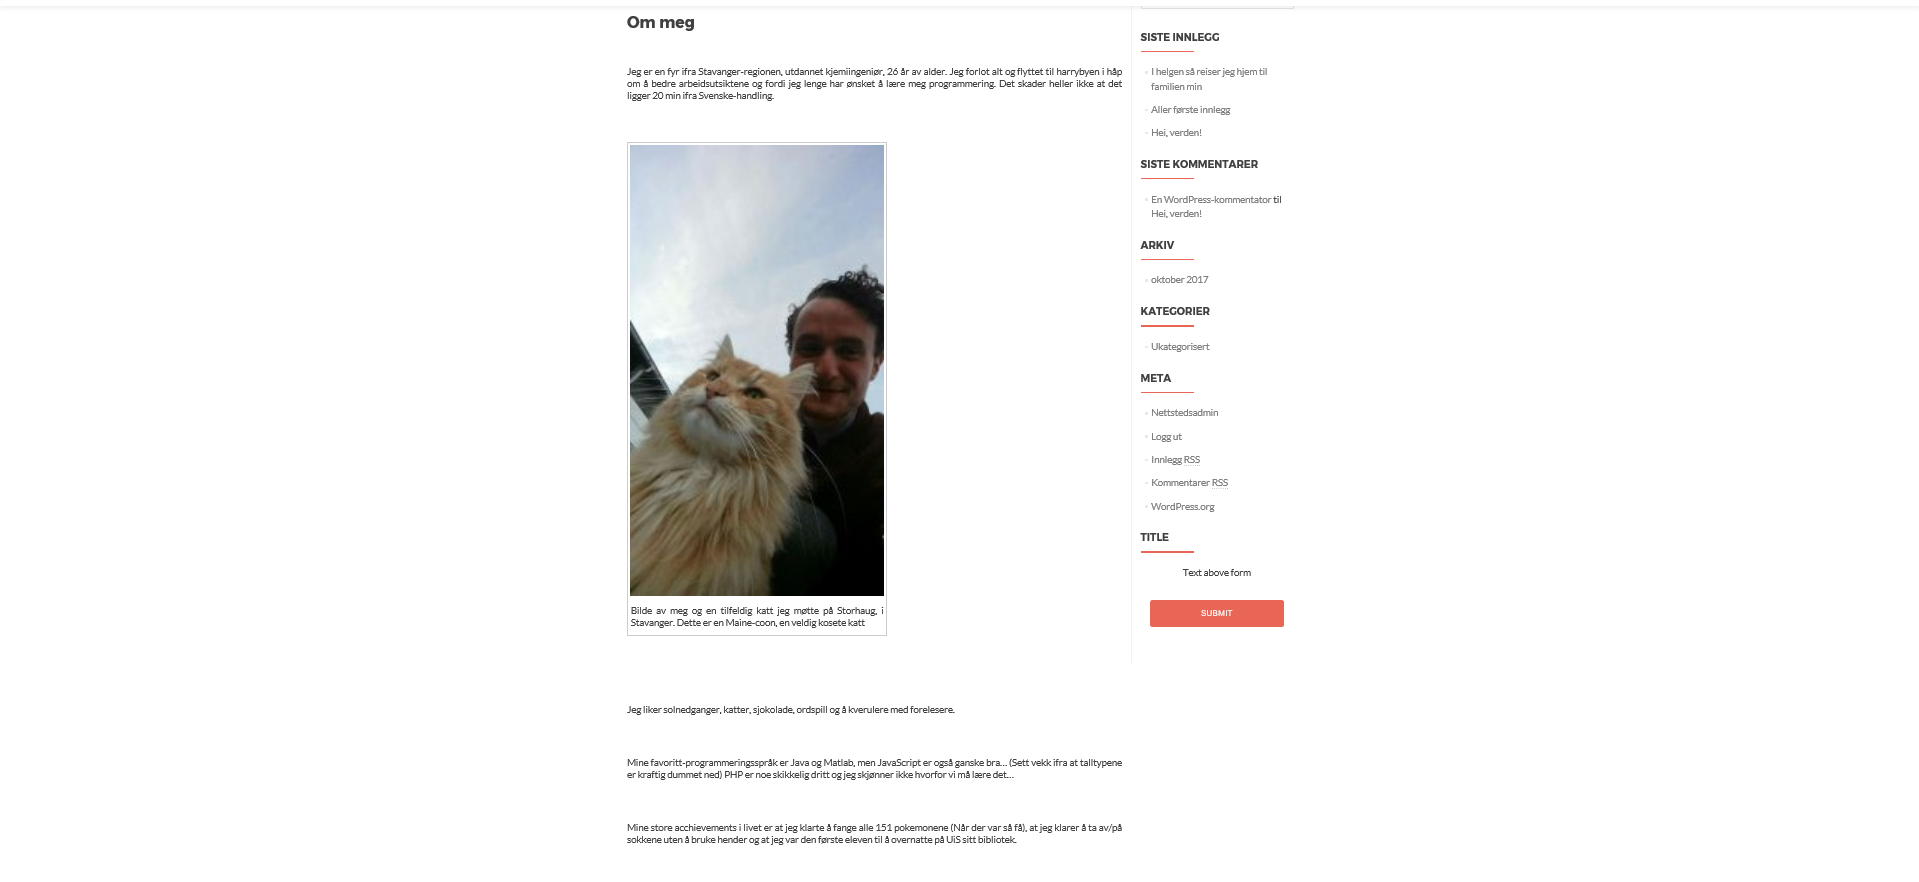 Om meg
Jeg er en fyr ifra Stavanger-regionen, utdannet kjemiingeniør, 26 år av alder. Jeg forlot alt og flyttet til harrybyen i håp
om å bedre arbeidsutsiktene og fordi jeg lenge har ønsket å lære meg programmering. Det skader heller ikke at det
ligger 20 min ifra Svenske-handling.
Bilde av meg og en tilfeldig katt jeg møtte på Storhaug, i
Stavanger. Dette er en Maine-coon, en veldig kosete katt
Jeg liker solnedganger, katter, sjokolade, ordspill og å kverulere med forelesere.
Mine favoritt-programmeringsspråk er Java og Matlab, men JavaScript er også ganske bra... (Sett vekk ifra at talltypene
er kraftig dummet ned) PHP er noe skikkelig dritt og jeg skjønner ikke hvorfor vi må lære det...
Mine store acchievements i livet er at jeg klarte å fange alle 151 pokemonene (Når der var så få), at jeg klarer å ta av/på
sokkene uten å bruke hender og at jeg var den første eleven til å overnatte på UiS sitt bibliotek.
SISTE INNLEGG
I helgen så reiser jeg hjem til
familien min
Aller første innlegg
Hei, verden!
SISTE KOMMENTARER
En WordPress-kommentator til
Hei, verden!
ARKIV
oktober 2017
KATEGORIER
Ukategorisert
META
Nettstedsadmin
Logg ut
Innlegg RSS
Kommentarer RSS
WordPress.org
TITLE
Text above form
SUBMIT